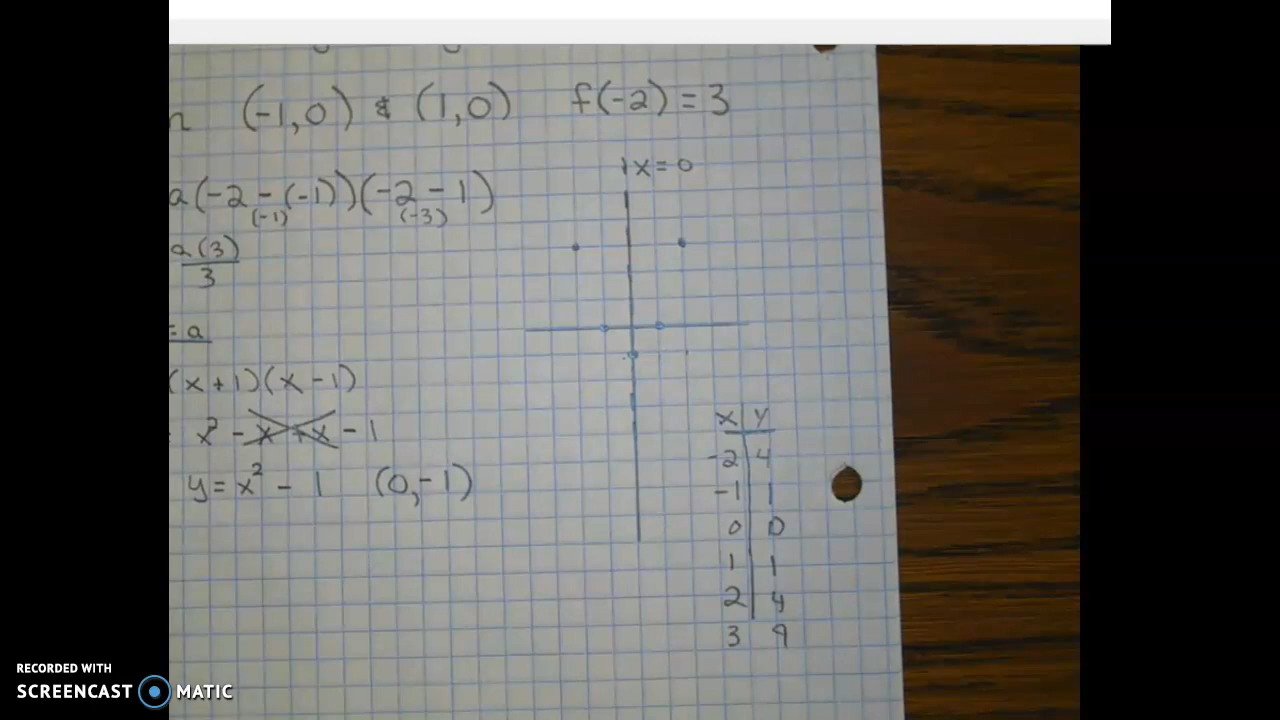 n (-1,0) & (1,0) f(-2) = 3
x = 0
a(-2-(-1))(-2-1)
(-1) (-3)
a(3)
3
= a
(x+1)(x-1)
x² - x + x - 1
y = x² - 1 (0,-1)
x y
-2 4
-1 1
0 0
1 1
2 4
3 9
RECORDED WITH
SCREENCAST MATIC